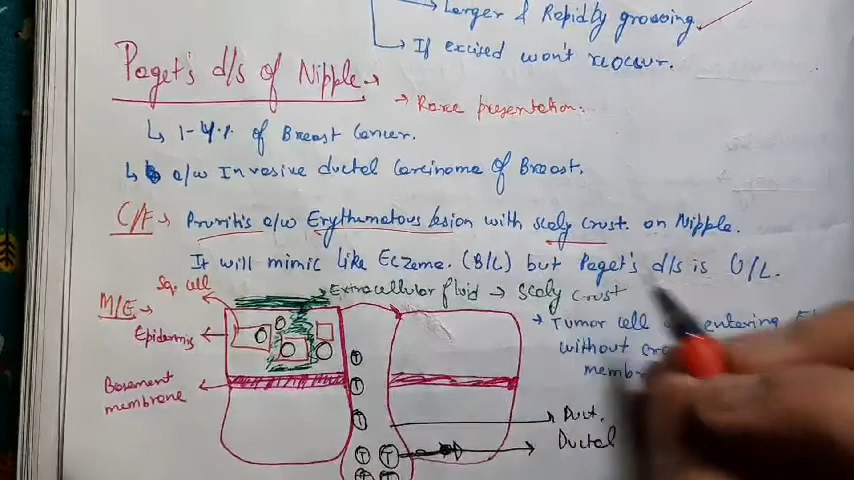 Larger & Rapidly growing.
If excised won't reoccur.
Paget's d/s of Nipple →
→ Rare presentation.
↳ 1-4% of Breast Cancer.
↳ a/w Invasive ductal Carcinoma of Breast.
C/F → Pruritis a/w Erythematous lesion with scaly crust on Nipple.
It will mimic like Eczema. (B/L) but Paget's d/s is U/L.
Sq. cell
Extracellular fluid → scaly crust
M/E →
→ Tumor cell entering
Epidermis
without
Basement
membrane
Duct.
Ductal
T
T
T
T T
T T